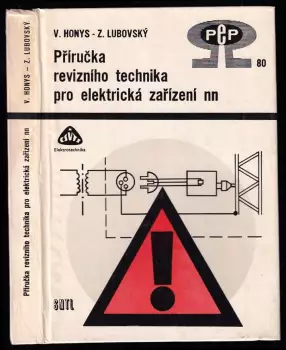 V. HONYS – Z. LUBOVSKÝ
Příručka revizního technika pro elektrická zařízení nn
V. HONYS - Z. LUBOVSKÝ
Příručka
revizního technika
pro elektrická zařízení nn
PEP
80
Elektrotechnika
SNTL